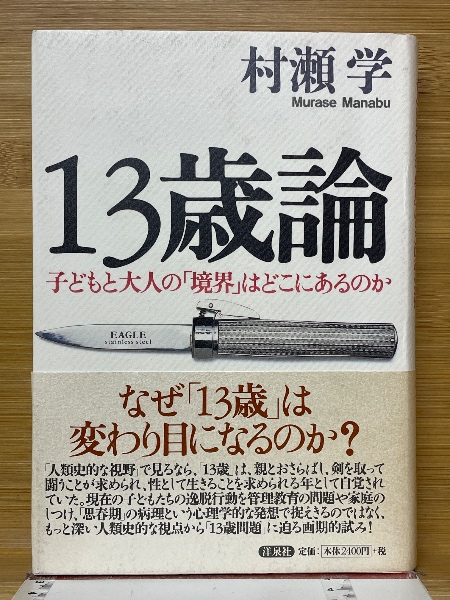 村瀬 学
Murase Manabu
13歳論
子どもと大人の「境界」はどこにあるのか
EAGLE
stainless steel
なぜ「13歳」は
変わり目になるのか?
「人類史的な視野」で見るなら、「13歳」は、親とおさらばし、剣を取って
闘うことが求められ、性として生きることを求められる年として自覚され
ていた。現在の子どもたちの逸脱行動を管理教育の問題や家庭の
しつけ、「思春期」の病理という心理学的な発想で捉えきるのではなく、
もっと深い人類史的な視点から「13歳問題」に迫る画期的試み!
洋泉社 定価:本体2400円+税